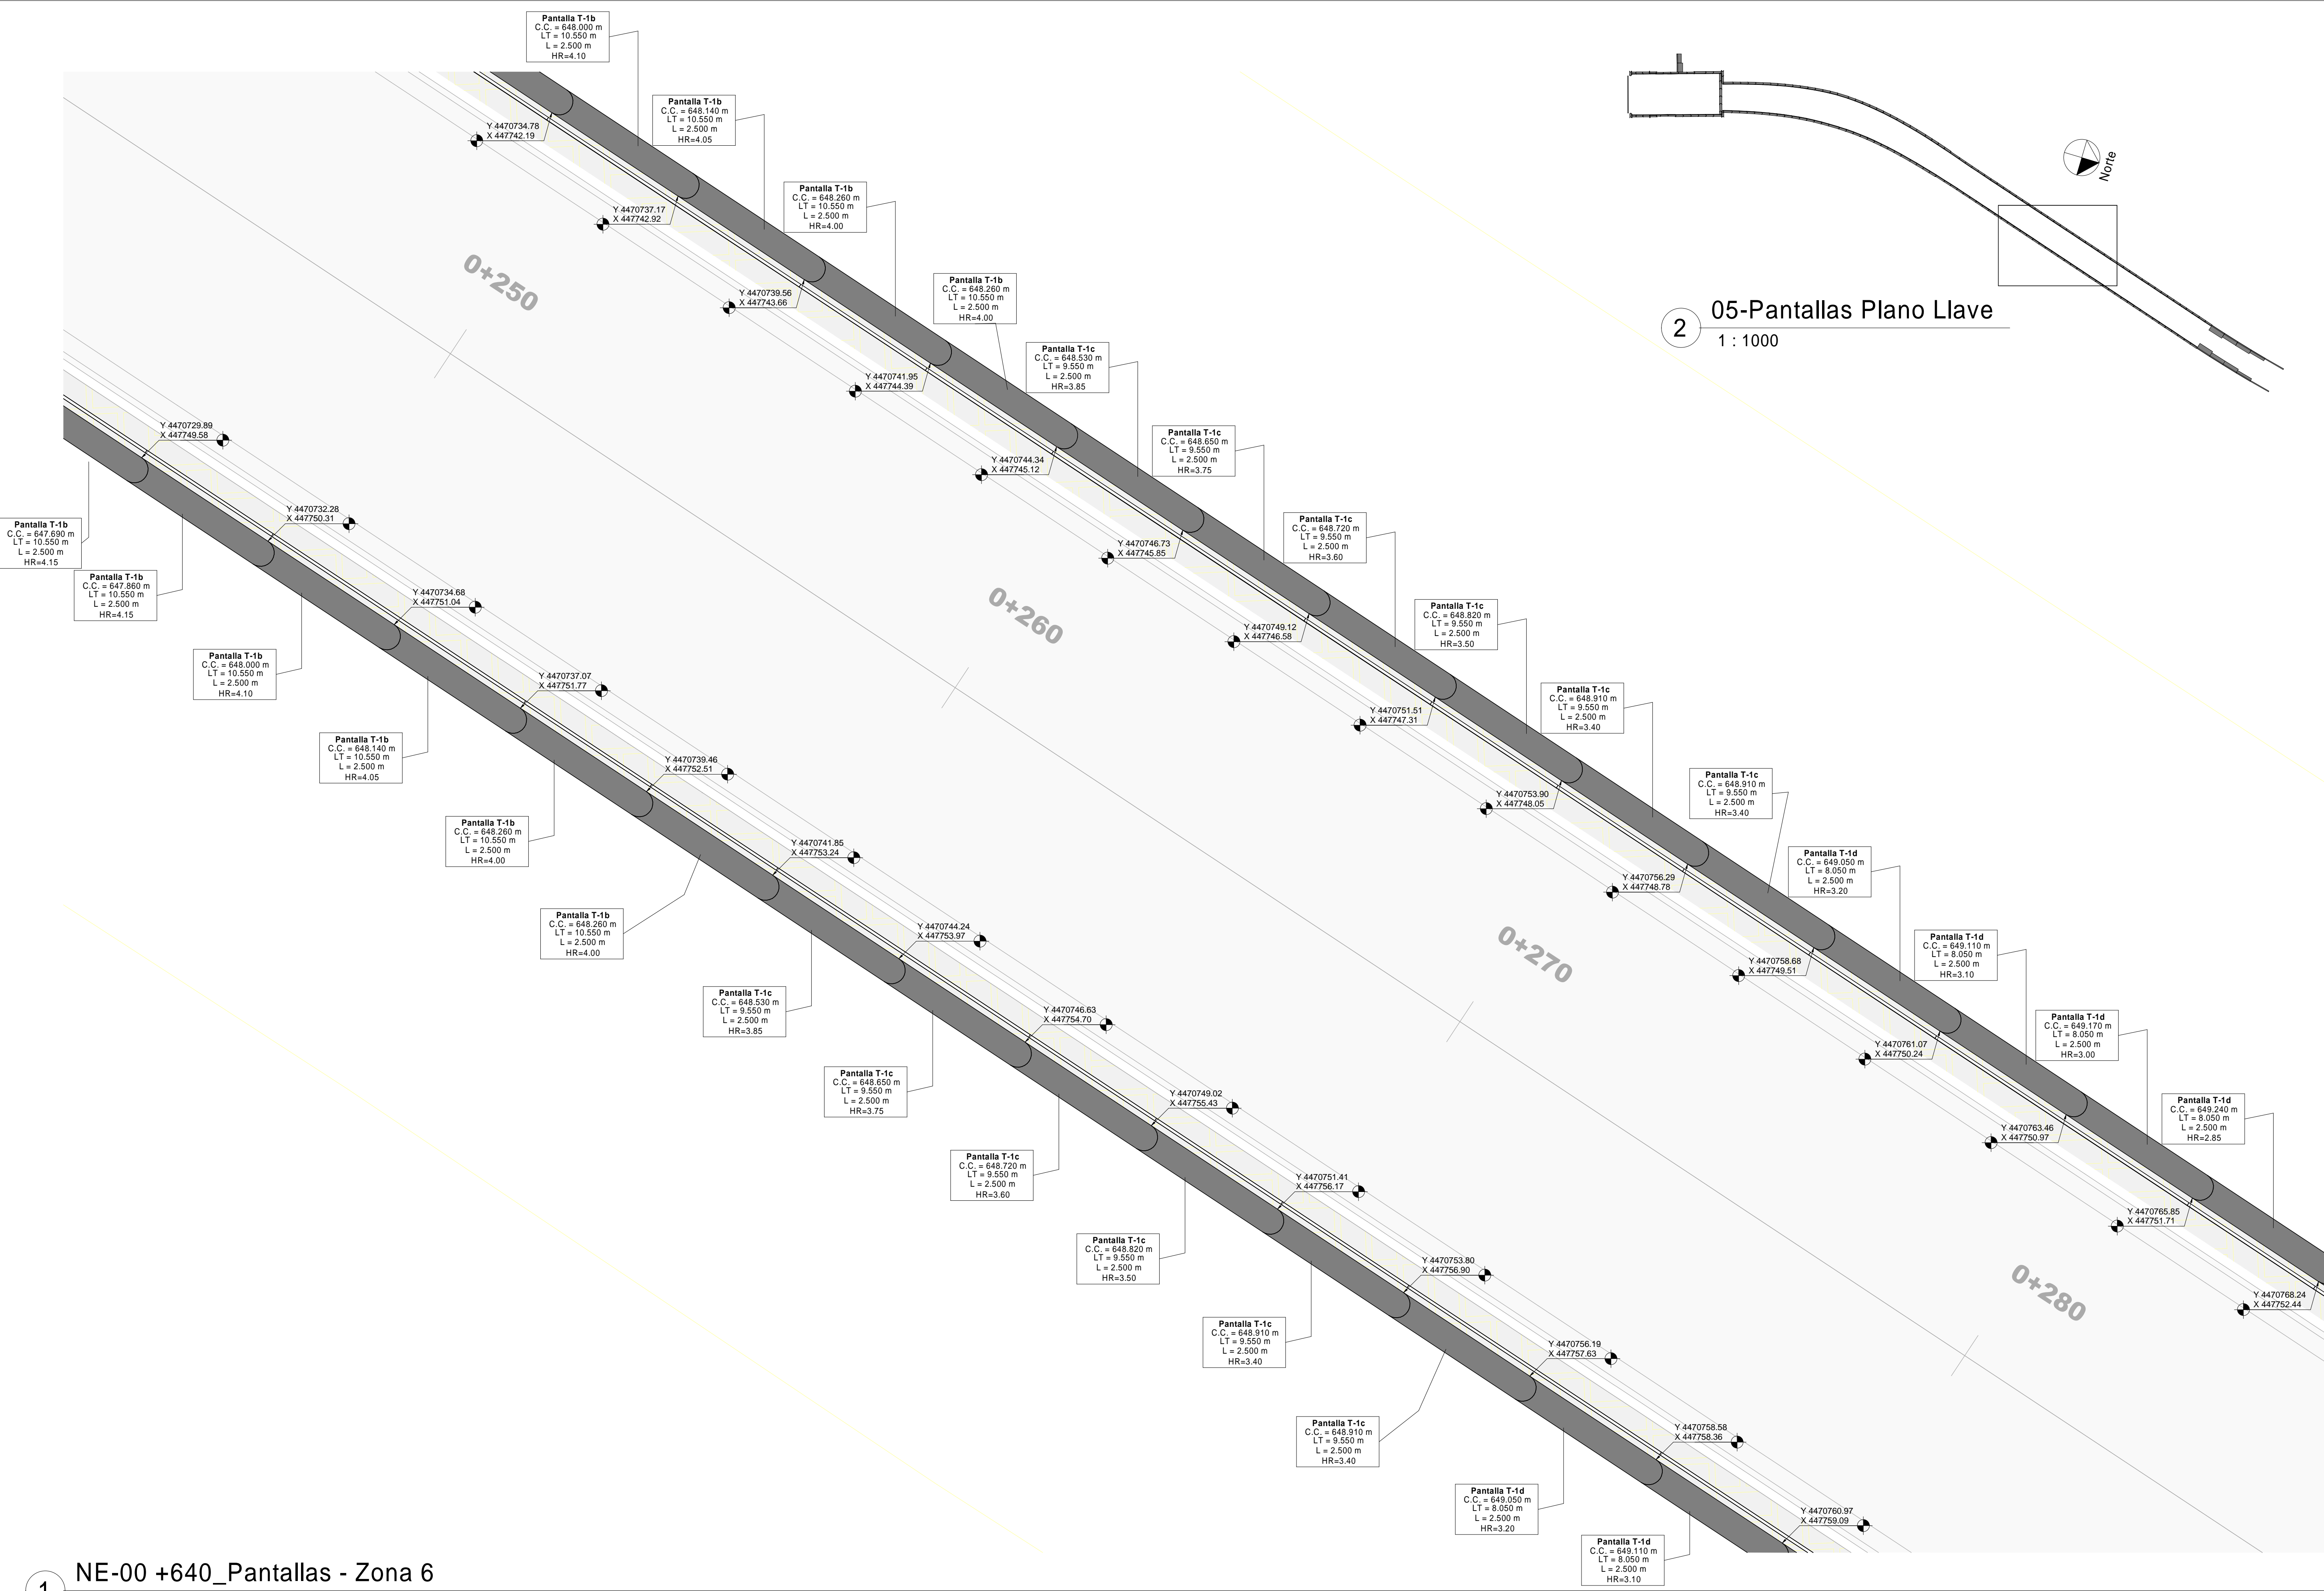 Pantalla T-1b
C.C. = 648.000 m
LT = 10.550 m
L = 2.500 m
HR=4.10
Pantalla T-1b
C.C. = 648.140 m
LT = 10.550 m
L = 2.500 m
HR=4.05
Pantalla T-1b
C.C. = 648.260 m
LT = 10.550 m
L = 2.500 m
HR=4.00
Pantalla T-1b
C.C. = 648.260 m
LT = 10.550 m
L = 2.500 m
HR=4.00
Pantalla T-1c
C.C. = 648.530 m
LT = 9.550 m
L = 2.500 m
HR=3.85
Pantalla T-1c
C.C. = 648.650 m
LT = 9.550 m
L = 2.500 m
HR=3.75
Pantalla T-1c
C.C. = 648.720 m
LT = 9.550 m
L = 2.500 m
HR=3.60
Pantalla T-1c
C.C. = 648.820 m
LT = 9.550 m
L = 2.500 m
HR=3.50
Pantalla T-1c
C.C. = 648.910 m
LT = 9.550 m
L = 2.500 m
HR=3.40
Pantalla T-1c
C.C. = 648.910 m
LT = 9.550 m
L = 2.500 m
HR=3.40
Pantalla T-1d
C.C. = 649.050 m
LT = 8.050 m
L = 2.500 m
HR=3.20
Pantalla T-1d
C.C. = 649.110 m
LT = 8.050 m
L = 2.500 m
HR=3.10
Pantalla T-1d
C.C. = 649.170 m
LT = 8.050 m
L = 2.500 m
HR=3.00
Pantalla T-1d
C.C. = 649.240 m
LT = 8.050 m
L = 2.500 m
HR=2.85
Norte
2
05-Pantallas Plano Llave
1 : 1000
Y 4470734.78
X 447742.19
Y 4470737.17
X 447742.92
Y 4470739.56
X 447743.66
Y 4470741.95
X 447744.39
Y 4470744.34
X 447745.12
Y 4470746.73
X 447745.85
Y 4470749.12
X 447746.58
Y 4470751.51
X 447747.31
Y 4470753.90
X 447748.05
Y 4470756.29
X 447748.78
Y 4470758.68
X 447749.51
Y 4470761.07
X 447750.24
Y 4470763.46
X 447750.97
Y 4470765.85
X 447751.71
Y 4470768.24
X 447752.44
0+250
0+260
0+270
0+280
Y 4470729.89
X 447749.58
Y 4470732.28
X 447750.31
Y 4470734.68
X 447751.04
Y 4470737.07
X 447751.77
Y 4470739.46
X 447752.51
Y 4470741.85
X 447753.24
Y 4470744.24
X 447753.97
Y 4470746.63
X 447754.70
Y 4470749.02
X 447755.43
Y 4470751.41
X 447756.17
Y 4470753.80
X 447756.90
Y 4470756.19
X 447757.63
Y 4470758.58
X 447758.36
Y 4470760.97
X 447759.09
Pantalla T-1b
C.C. = 647.690 m
LT = 10.550 m
L = 2.500 m
HR=4.15
Pantalla T-1b
C.C. = 647.860 m
LT = 10.550 m
L = 2.500 m
HR=4.15
Pantalla T-1b
C.C. = 648.000 m
LT = 10.550 m
L = 2.500 m
HR=4.10
Pantalla T-1b
C.C. = 648.140 m
LT = 10.550 m
L = 2.500 m
HR=4.05
Pantalla T-1b
C.C. = 648.260 m
LT = 10.550 m
L = 2.500 m
HR=4.00
Pantalla T-1b
C.C. = 648.260 m
LT = 10.550 m
L = 2.500 m
HR=4.00
Pantalla T-1c
C.C. = 648.530 m
LT = 9.550 m
L = 2.500 m
HR=3.85
Pantalla T-1c
C.C. = 648.650 m
LT = 9.550 m
L = 2.500 m
HR=3.75
Pantalla T-1c
C.C. = 648.720 m
LT = 9.550 m
L = 2.500 m
HR=3.60
Pantalla T-1c
C.C. = 648.820 m
LT = 9.550 m
L = 2.500 m
HR=3.50
Pantalla T-1c
C.C. = 648.910 m
LT = 9.550 m
L = 2.500 m
HR=3.40
Pantalla T-1c
C.C. = 648.910 m
LT = 9.550 m
L = 2.500 m
HR=3.40
Pantalla T-1d
C.C. = 649.050 m
LT = 8.050 m
L = 2.500 m
HR=3.20
Pantalla T-1d
C.C. = 649.110 m
LT = 8.050 m
L = 2.500 m
HR=3.10
1
NE-00 +640_Pantallas - Zona 6